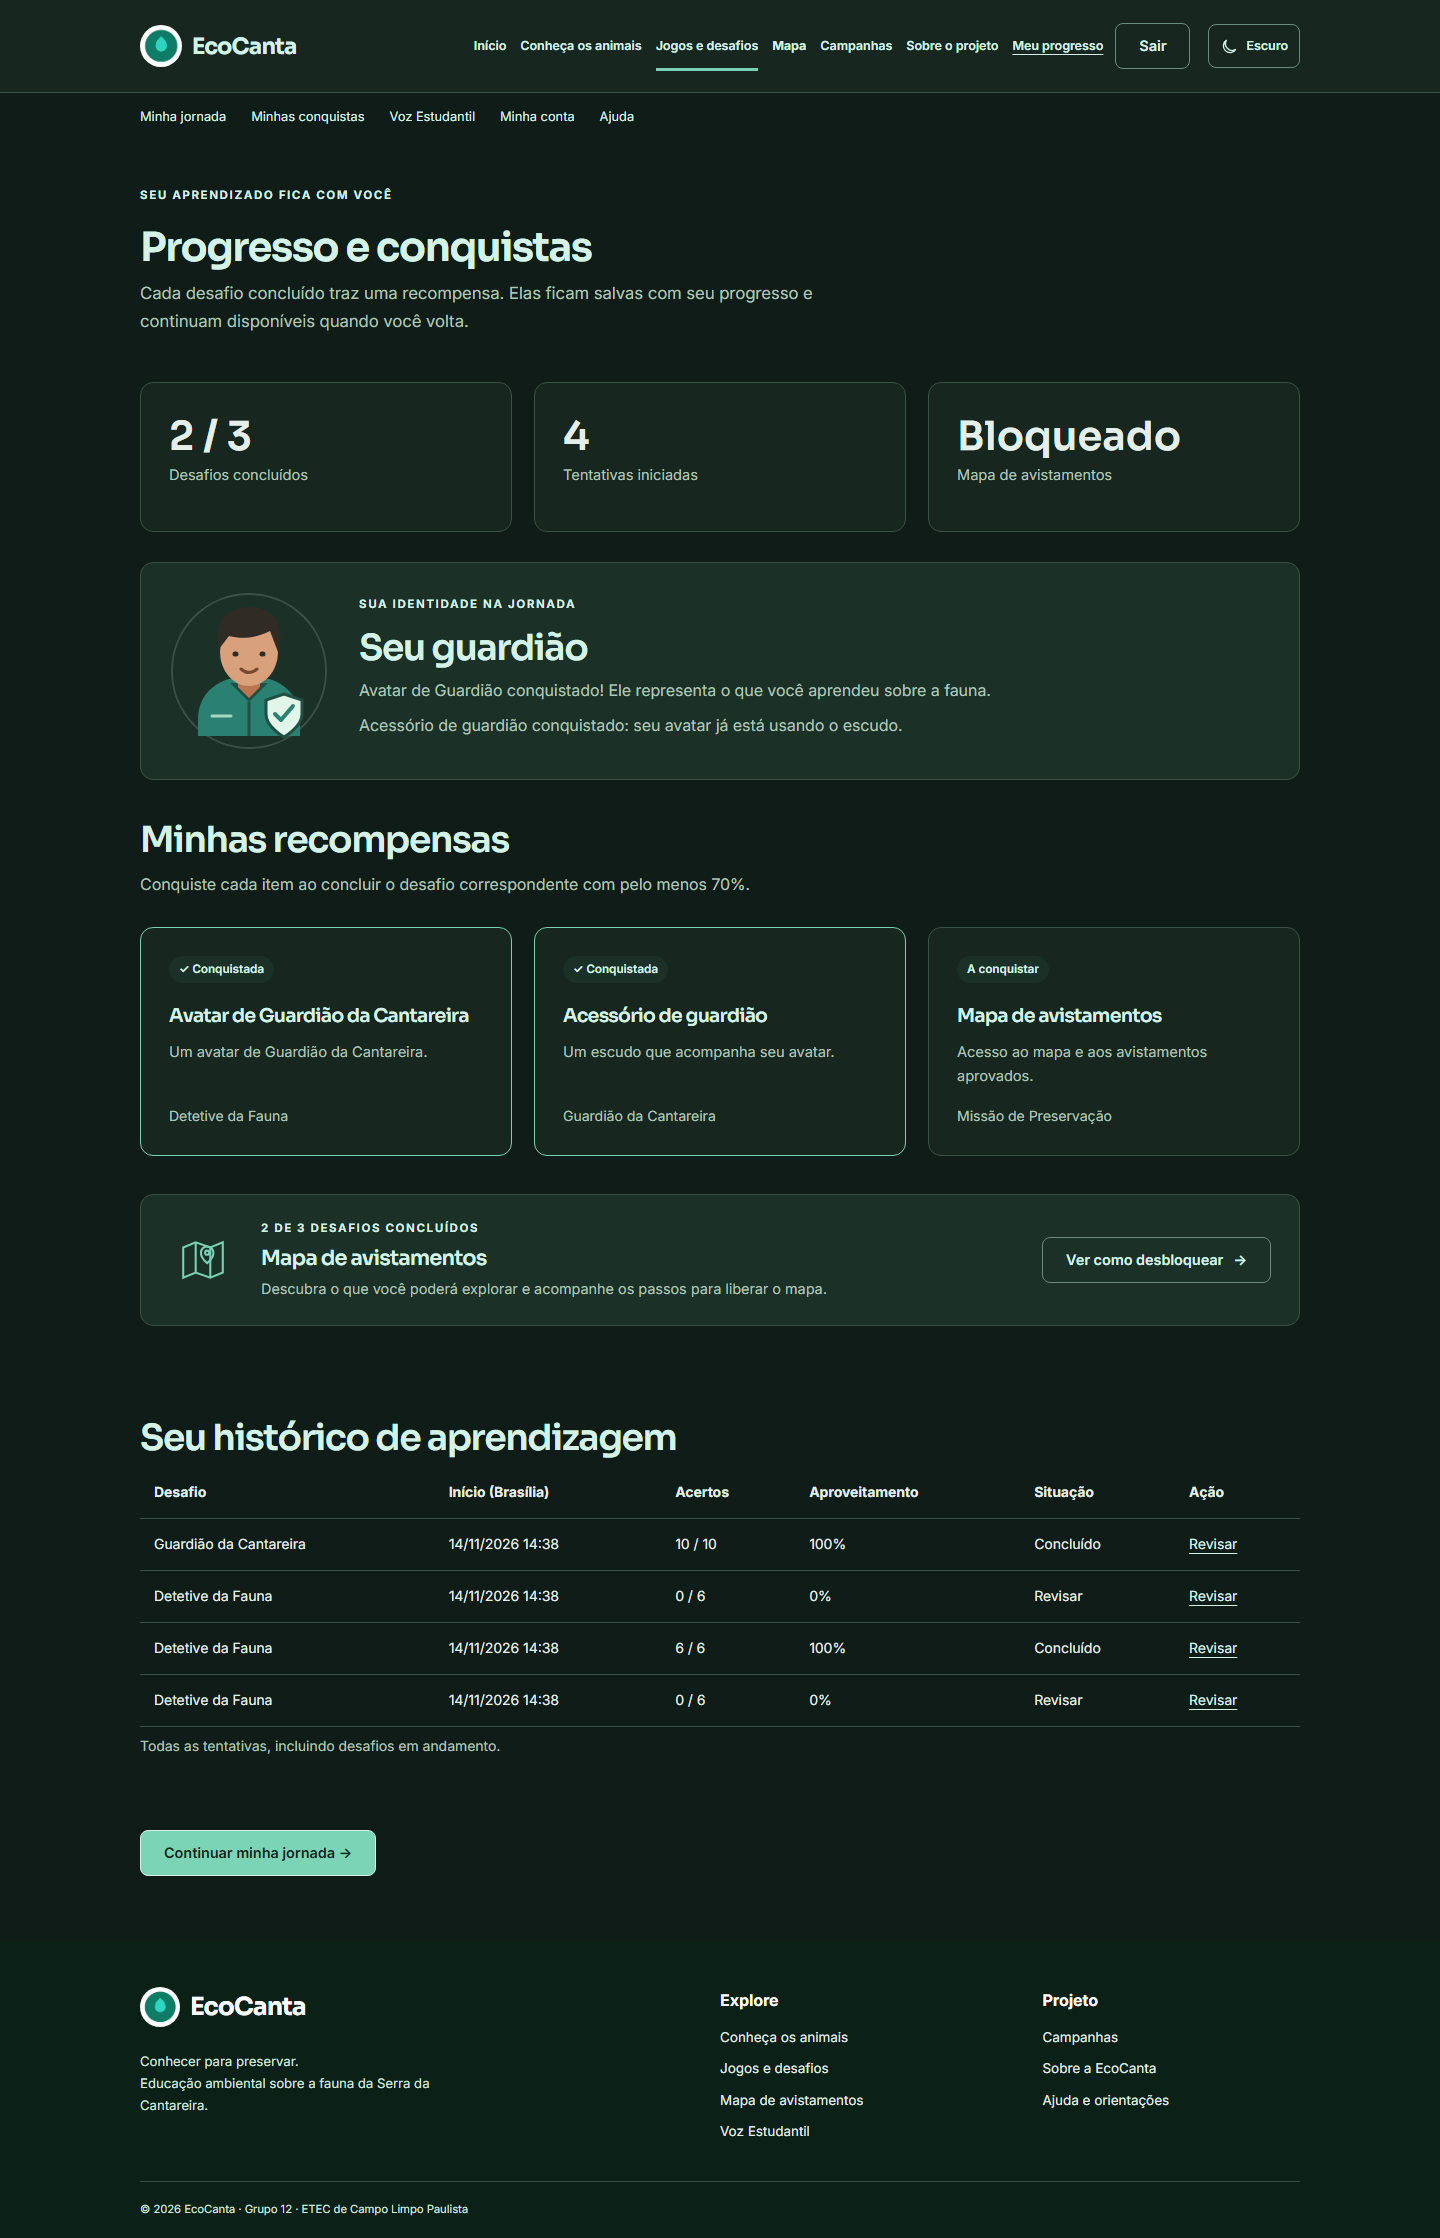 EcoCanta
Início Conheça os animais Jogos e desafios Mapa Campanhas Sobre o projeto Meu progresso Sair Escuro
Minha jornada Minhas conquistas Voz Estudantil Minha conta Ajuda
SEU APRENDIZADO FICA COM VOCÊ
Progresso e conquistas
Cada desafio concluído traz uma recompensa. Elas ficam salvas com seu progresso e
continuam disponíveis quando você volta.
2 / 3
Desafios concluídos
4
Tentativas iniciadas
Bloqueado
Mapa de avistamentos
SUA IDENTIDADE NA JORNADA
Seu guardião
Avatar de Guardião conquistado! Ele representa o que você aprendeu sobre a fauna.
Acessório de guardião conquistado: seu avatar já está usando o escudo.
Minhas recompensas
Conquiste cada item ao concluir o desafio correspondente com pelo menos 70%.
✓ Conquistada
Avatar de Guardião da Cantareira
Um avatar de Guardião da Cantareira.
Detetive da Fauna
✓ Conquistada
Acessório de guardião
Um escudo que acompanha seu avatar.
Guardião da Cantareira
A conquistar
Mapa de avistamentos
Acesso ao mapa e aos avistamentos
aprovados.
Missão de Preservação
2 DE 3 DESAFIOS CONCLUÍDOS
Mapa de avistamentos
Descubra o que você poderá explorar e acompanhe os passos para liberar o mapa.
Ver como desbloquear →
Seu histórico de aprendizagem
Desafio Início (Brasília) Acertos Aproveitamento Situação Ação
Guardião da Cantareira 14/11/2026 14:38 10 / 10 100% Concluído Revisar
Detetive da Fauna 14/11/2026 14:38 0 / 6 0% Revisar Revisar
Detetive da Fauna 14/11/2026 14:38 6 / 6 100% Concluído Revisar
Detetive da Fauna 14/11/2026 14:38 0 / 6 0% Revisar Revisar
Todas as tentativas, incluindo desafios em andamento.
Continuar minha jornada →
EcoCanta
Conhecer para preservar.
Educação ambiental sobre a fauna da Serra da
Cantareira.
Explore
Conheça os animais
Jogos e desafios
Mapa de avistamentos
Voz Estudantil
Projeto
Campanhas
Sobre a EcoCanta
Ajuda e orientações
© 2026 EcoCanta · Grupo 12 · ETEC de Campo Limpo Paulista